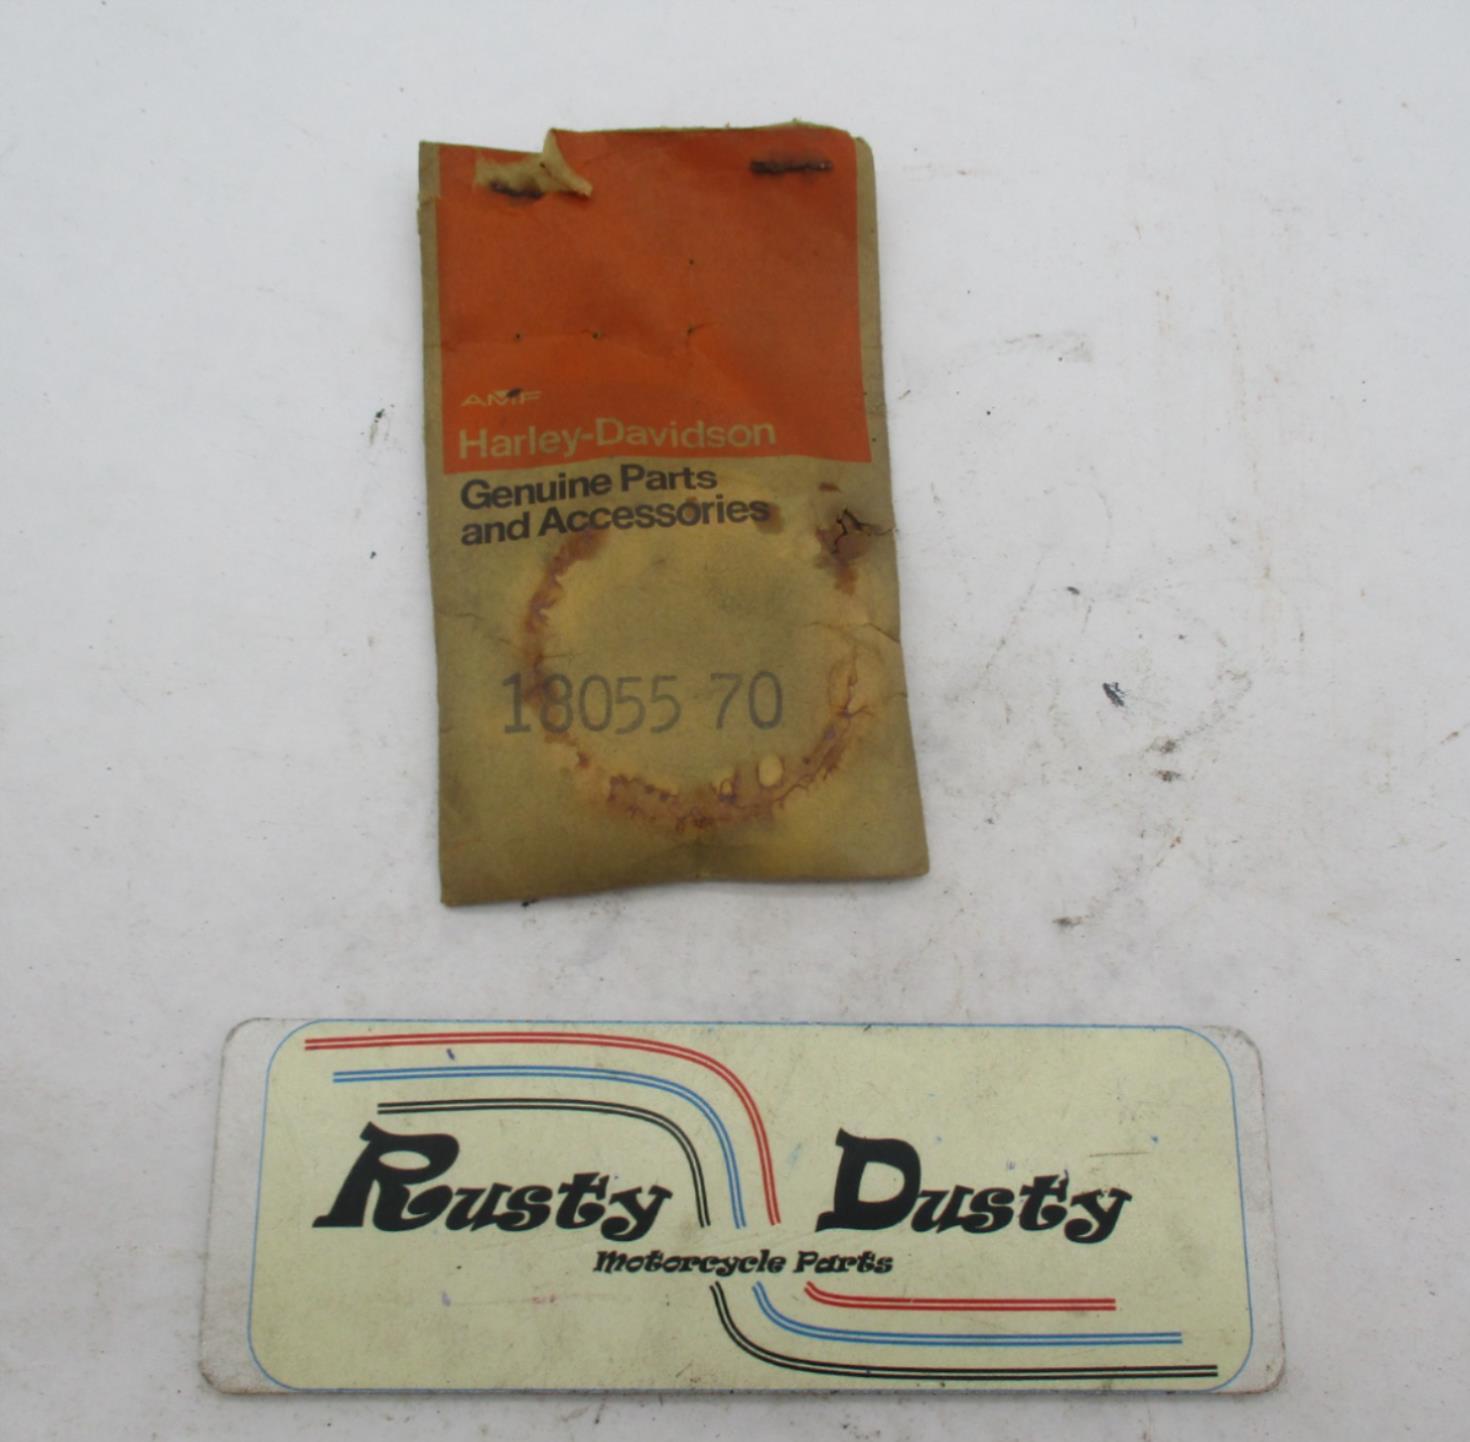 AMF
Harley-Davidson
Genuine Parts
and Accessories
18055 70
Rusty Dusty
Motorcycle Parts